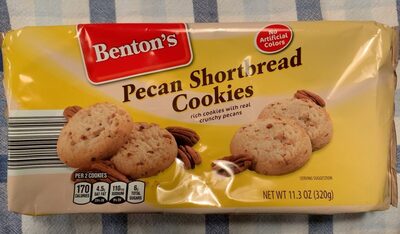 Benton's
No
Artificial
Colors
Pecan Shortbread
Cookies
rich cookies with real
crunchy pecans
PER 2 COOKIES
170
CALORIES
4.5g
SAT FAT
110mg
SODIUM
6g
TOTAL
SUGARS
SERVING SUGGESTION
NET WT 11.3 OZ (320g)